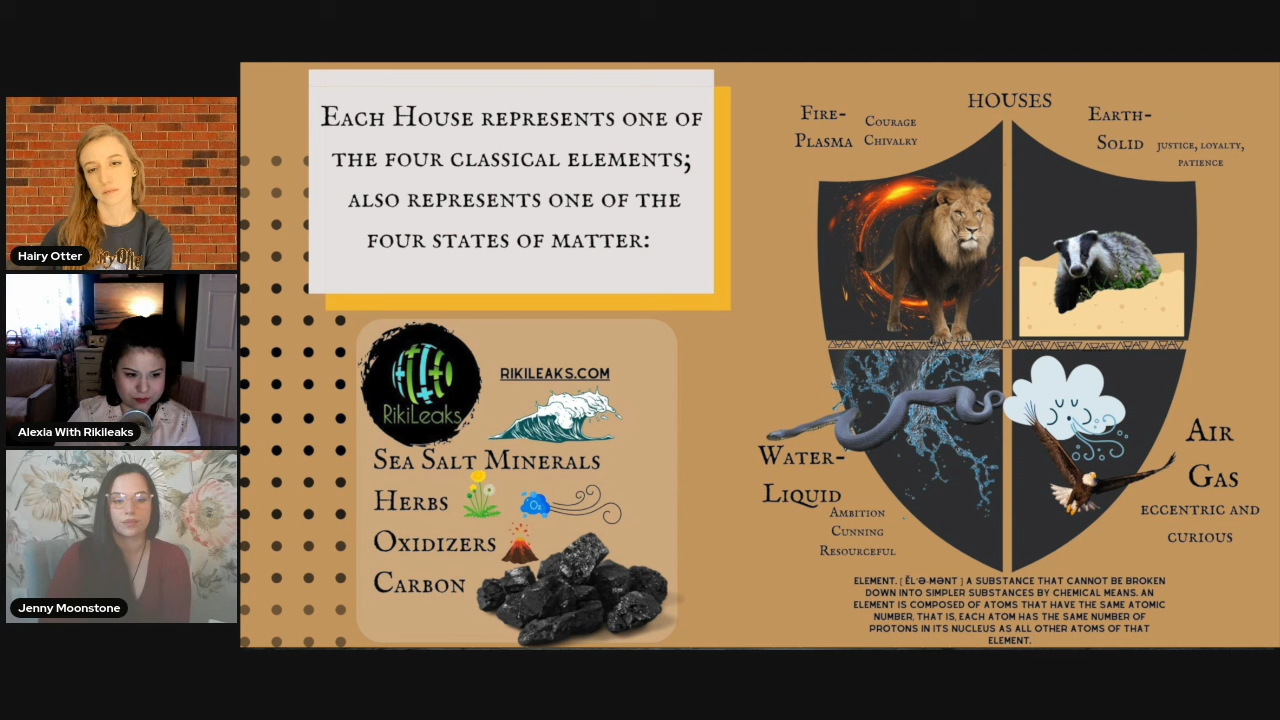 Hairy Otter
Alexia With Rikileaks
Jenny Moonstone
Each House represents one of
the four classical elements;
also represents one of the
four states of matter:
RikiLeaks
RIKILEAKS.COM
Sea Salt Minerals
Herbs
O₂
Oxidizers
Carbon
HOUSES
Fire-
Plasma
Courage
Chivalry
Earth-
Solid
justice, loyalty,
patience
Water-
Liquid
Ambition
Cunning
Resourceful
Air
Gas
eccentric and
curious
ELEMENT. [ ĔL′Ə-MƏNT ] A SUBSTANCE THAT CANNOT BE BROKEN
DOWN INTO SIMPLER SUBSTANCES BY CHEMICAL MEANS. AN
ELEMENT IS COMPOSED OF ATOMS THAT HAVE THE SAME ATOMIC
NUMBER, THAT IS, EACH ATOM HAS THE SAME NUMBER OF
PROTONS IN ITS NUCLEUS AS ALL OTHER ATOMS OF THAT
ELEMENT.